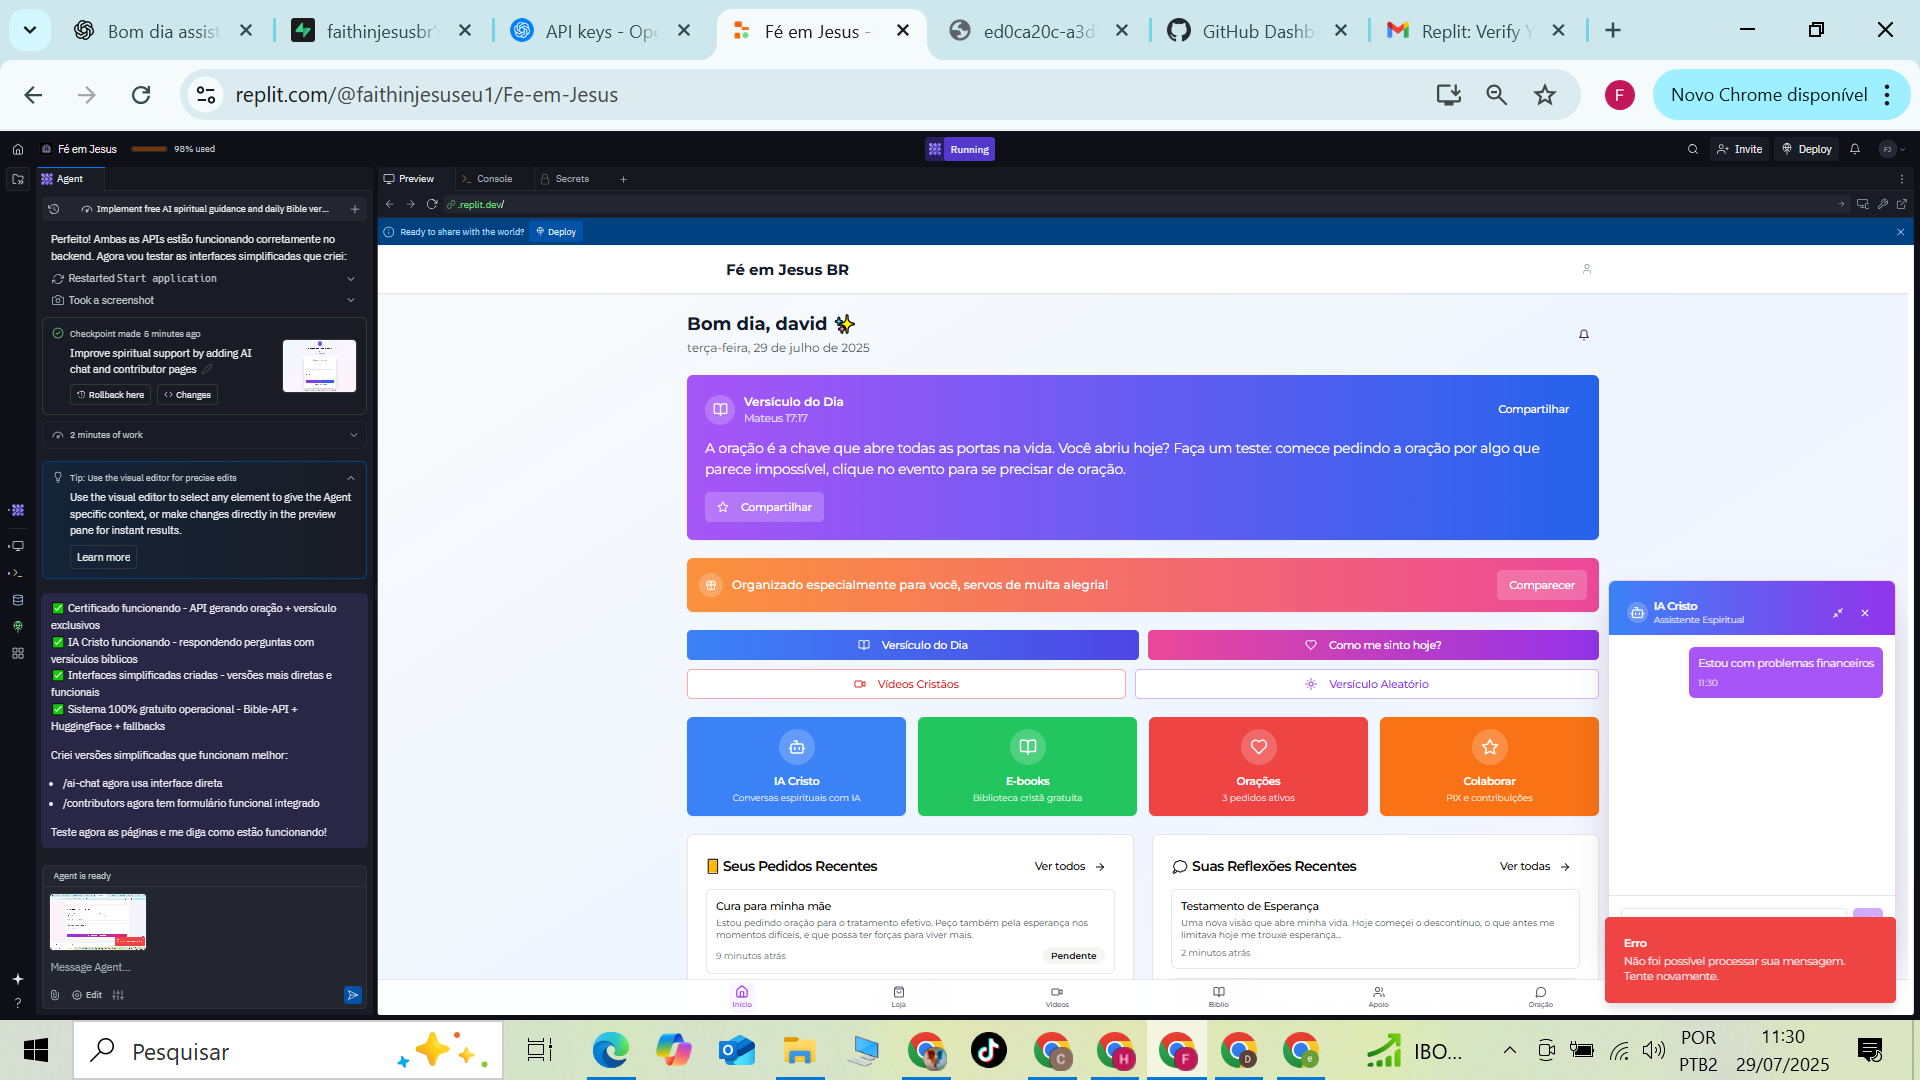 Bom dia assist
faithinjesusbr's
API keys - Ope
Fé em Jesus -
ed0ca20c-a3d
GitHub Dashb
Replit: Verify Y
replit.com/@faithinjesuseu1/Fe-em-Jesus
F
Novo Chrome disponível
Fé em Jesus
98% used
Running
Invite
Deploy
FJ
Agent
Preview
Console
Secrets
Implement free AI spiritual guidance and daily Bible ver...
.replit.dev/
Ready to share with the world?
Deploy
Perfeito! Ambas as APIs estão funcionando corretamente no
backend. Agora vou testar as interfaces simplificadas que criei:
Restarted Start application
Took a screenshot
Checkpoint made 5 minutes ago
Improve spiritual support by adding AI
chat and contributor pages
Rollback here
Changes
2 minutes of work
Tip: Use the visual editor for precise edits
Use the visual editor to select any element to give the Agent
specific context, or make changes directly in the preview
pane for instant results.
Learn more
✅ Certificado funcionando - API gerando oração + versículo
exclusivos
✅ IA Cristo funcionando - respondendo perguntas com
versículos bíblicos
✅ Interfaces simplificadas criadas - versões mais diretas e
funcionais
✅ Sistema 100% gratuito operacional - Bible-API +
HuggingFace + fallbacks
Criei versões simplificadas que funcionam melhor:
• /ai-chat agora usa interface direta
• /contributors agora tem formulário funcional integrado
Teste agora as páginas e me diga como estão funcionando!
Agent is ready
Message Agent...
Edit
Fé em Jesus BR
Bom dia, david ✨
terça-feira, 29 de julho de 2025
Versículo do Dia
Mateus 17:17
Compartilhar
A oração é a chave que abre todas as portas na vida. Você abriu hoje? Faça um teste: comece pedindo a oração por algo que
parece impossível, clique no evento para se precisar de oração.
Compartilhar
Organizado especialmente para você, servos de muita alegria!
Comparecer
Versículo do Dia
Como me sinto hoje?
Vídeos Cristãos
Versículo Aleatório
IA Cristo
Conversas espirituais com IA
E-books
Biblioteca cristã gratuita
Orações
3 pedidos ativos
Colaborar
PIX e contribuições
Seus Pedidos Recentes
Ver todos
Cura para minha mãe
Estou pedindo oração para o tratamento efetivo. Peço também pela esperança nos
momentos difíceis, e que possa ter forças para viver mais.
9 minutos atrás
Pendente
Suas Reflexões Recentes
Ver todas
Testamento de Esperança
Uma nova visão que abre minha vida. Hoje começei o descontínuo, o que antes me
limitava hoje me trouxe esperança...
2 minutos atrás
Início
Loja
Vídeos
Biblio
Apoio
Oração
IA Cristo
Assistente Espiritual
Estou com problemas financeiros
11:30
Erro
Não foi possível processar sua mensagem.
Tente novamente.
Pesquisar
C
H
F
D
e
IBO...
POR
PTB2
11:30
29/07/2025